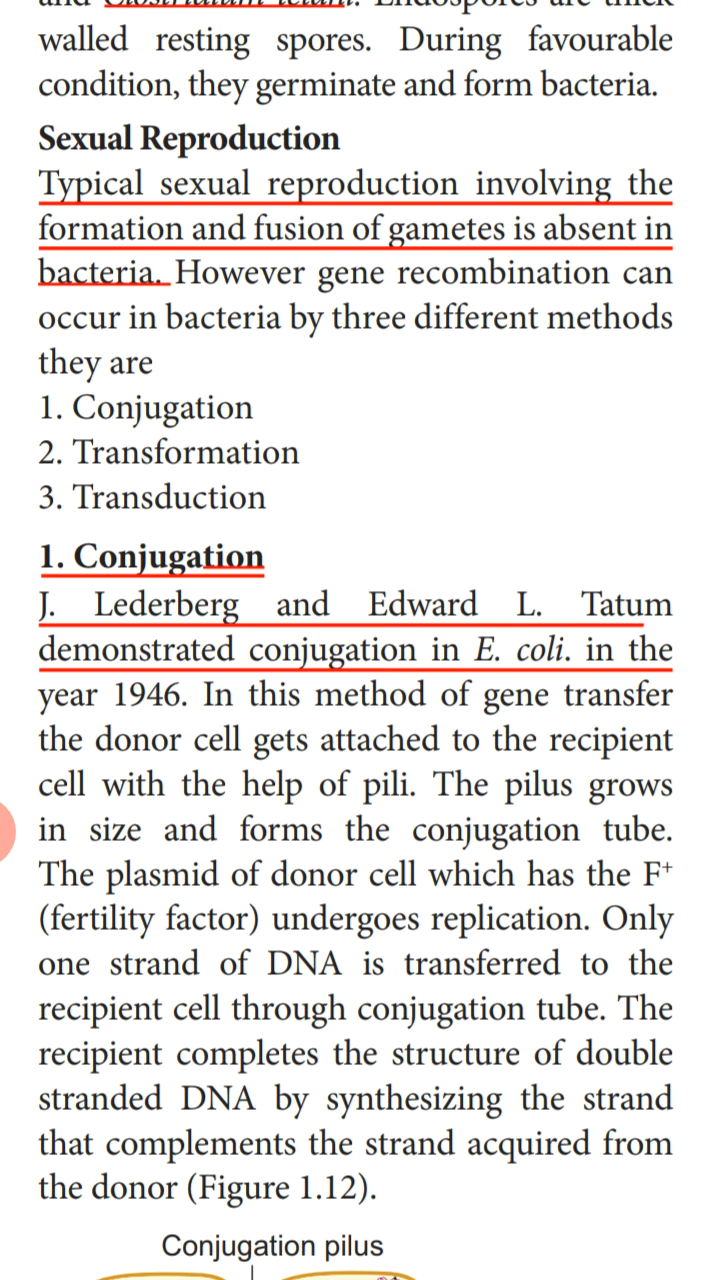 walled resting spores. During favourable
condition, they germinate and form bacteria.
Sexual Reproduction
Typical sexual reproduction involving the
formation and fusion of gametes is absent in
bacteria. However gene recombination can
occur in bacteria by three different methods
they are
1. Conjugation
2. Transformation
3. Transduction
1. Conjugation
J. Lederberg and Edward L. Tatum
demonstrated conjugation in E. coli. in the
year 1946. In this method of gene transfer
the donor cell gets attached to the recipient
cell with the help of pili. The pilus grows
in size and forms the conjugation tube.
The plasmid of donor cell which has the F⁺
(fertility factor) undergoes replication. Only
one strand of DNA is transferred to the
recipient cell through conjugation tube. The
recipient completes the structure of double
stranded DNA by synthesizing the strand
that complements the strand acquired from
the donor (Figure 1.12).
Conjugation pilus